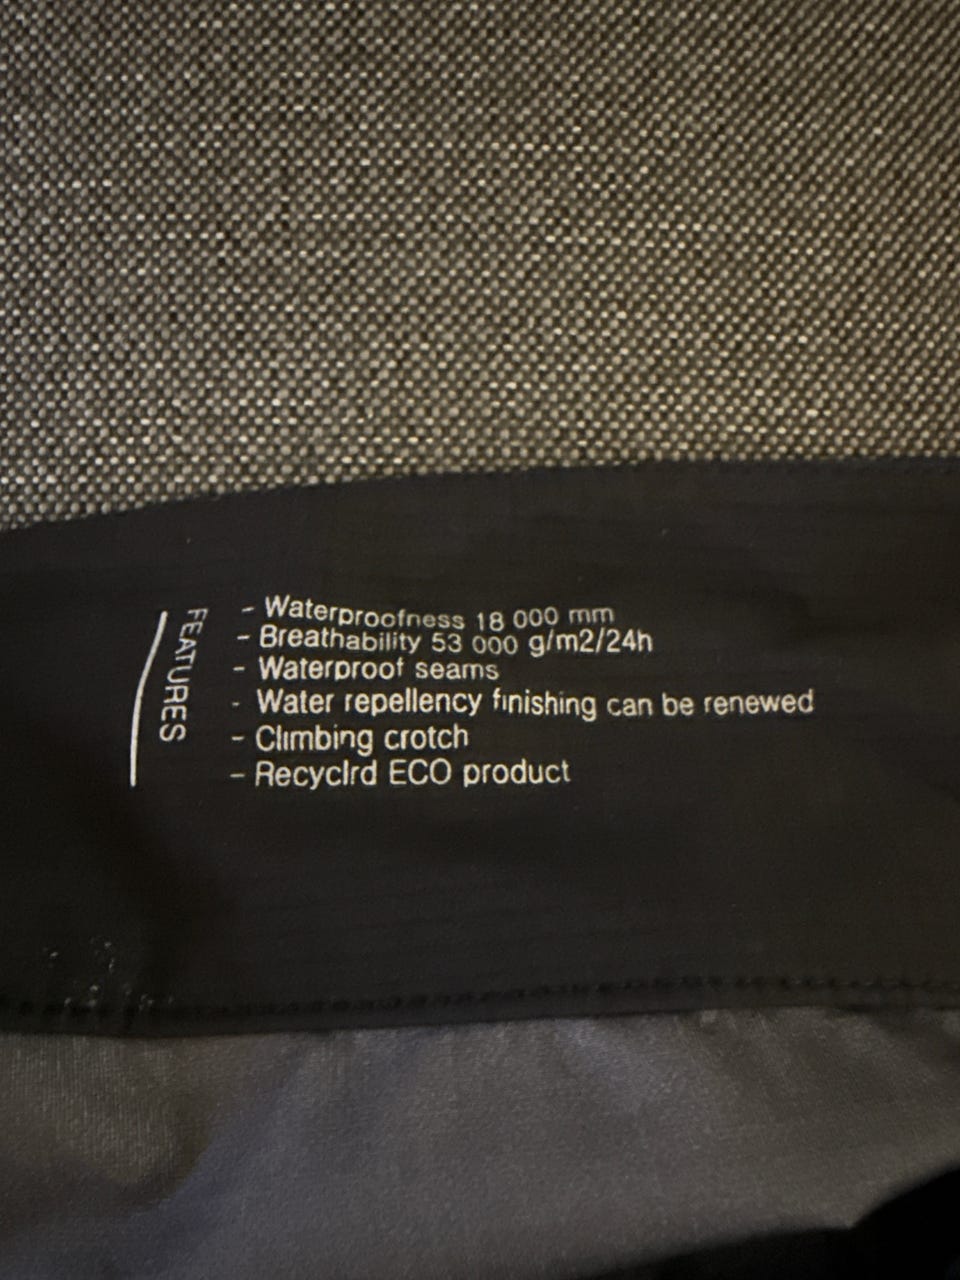 FEATURES
- Waterproofness 18 000 mm
- Breathability 53 000 g/m2/24h
- Waterproof seams
- Water repellency finishing can be renewed
- Climbing crotch
- Recyclrd ECO product